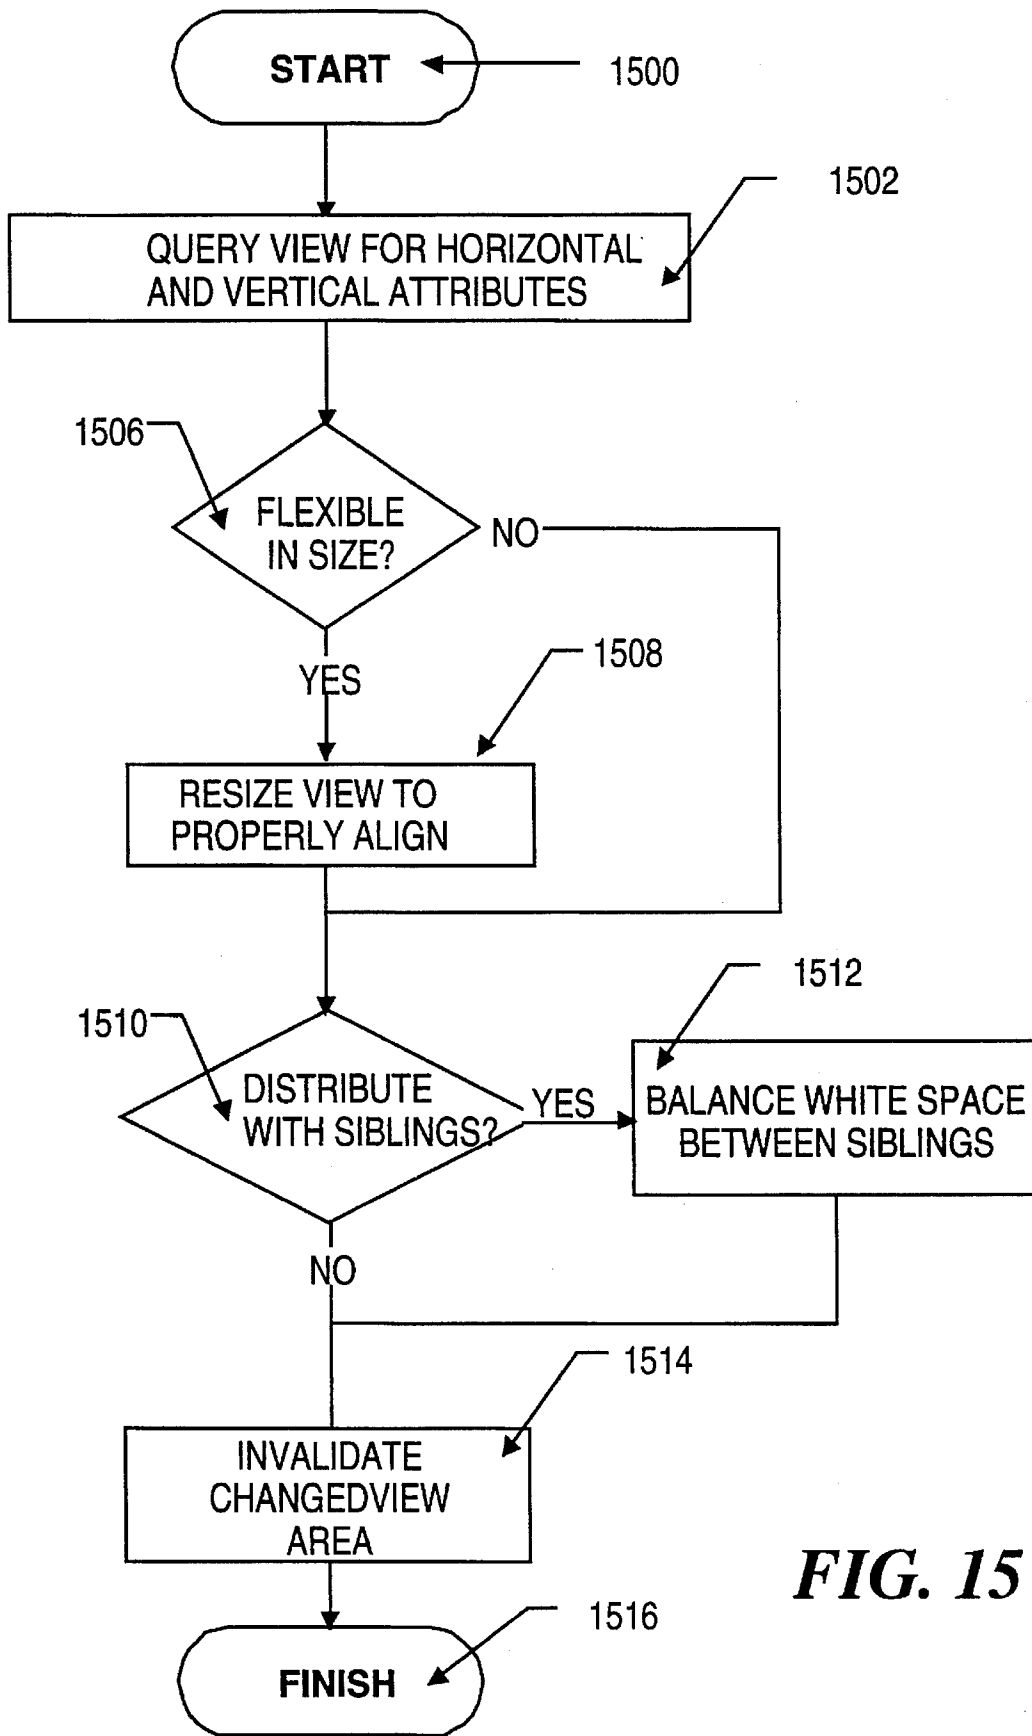 START
1500
1502
QUERY VIEW FOR HORIZONTAL
AND VERTICAL ATTRIBUTES
1506
FLEXIBLE
IN SIZE?
NO
YES
1508
RESIZE VIEW TO
PROPERLY ALIGN
1510
DISTRIBUTE
WITH SIBLINGS?
YES
1512
BALANCE WHITE SPACE
BETWEEN SIBLINGS
NO
1514
INVALIDATE
CHANGEDVIEW
AREA
FIG. 15
1516
FINISH